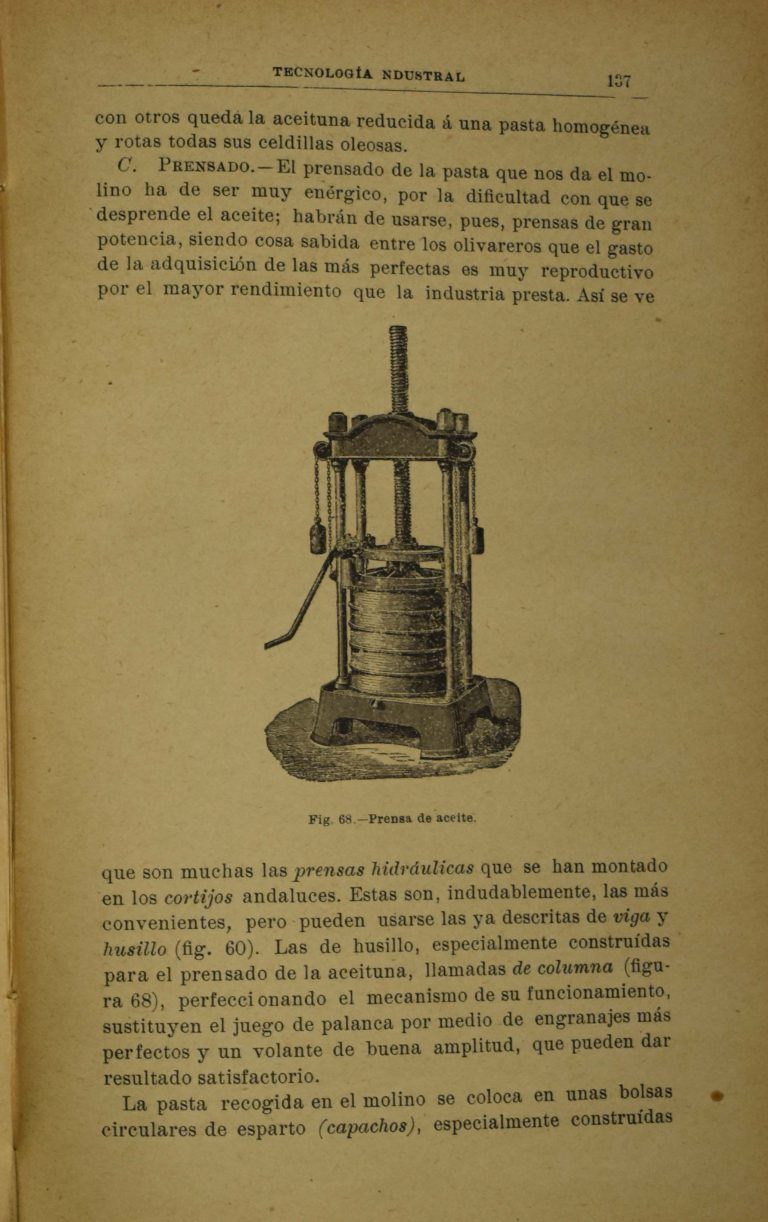 TECNOLOGÍA NDUSTRAL
137
con otros queda la aceituna reducida á una pasta homogénea
y rotas todas sus celdillas oleosas.
C. PRENSADO.—El prensado de la pasta que nos da el mo-
lino ha de ser muy enérgico, por la dificultad con que se
desprende el aceite; habrán de usarse, pues, prensas de gran
potencia, siendo cosa sabida entre los olivareros que el gasto
de la adquisición de las más perfectas es muy reproductivo
por el mayor rendimiento que la industria presta. Así se ve
Fig. 68.—Prensa de aceite.
que son muchas las prensas hidráulicas que se han montado
en los cortijos andaluces. Estas son, indudablemente, las más
convenientes, pero pueden usarse las ya descritas de viga y
husillo (fig. 60). Las de husillo, especialmente construídas
para el prensado de la aceituna, llamadas de columna (figu-
ra 68), perfeccionando el mecanismo de su funcionamiento,
sustituyen el juego de palanca por medio de engranajes más
perfectos y un volante de buena amplitud, que pueden dar
resultado satisfactorio.
La pasta recogida en el molino se coloca en unas bolsas
circulares de esparto (capachos), especialmente construídas